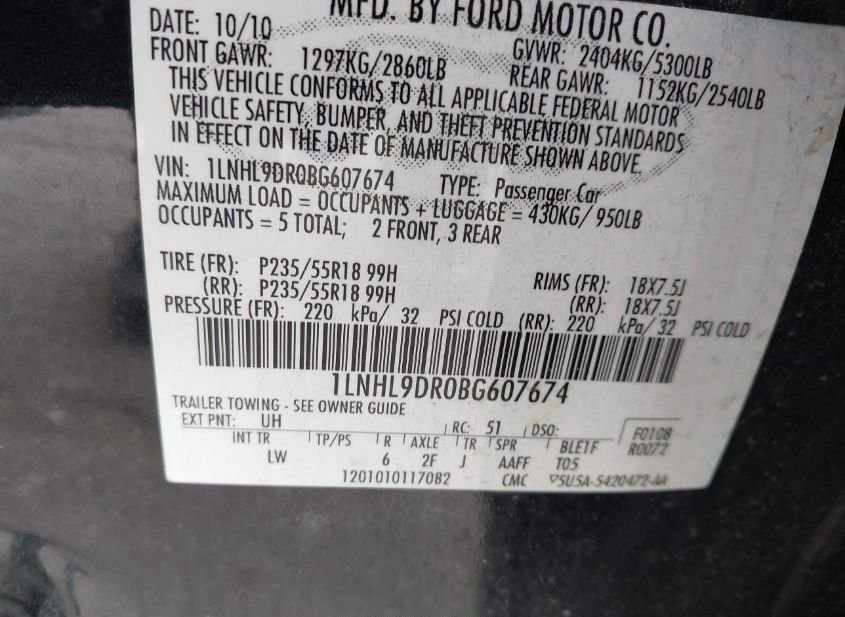 MFD. BY FORD MOTOR CO.
DATE: 10/10 GVWR: 2404KG/5300LB
FRONT GAWR: 1297KG/2860LB REAR GAWR: 1152KG/2540LB
THIS VEHICLE CONFORMS TO ALL APPLICABLE FEDERAL MOTOR
VEHICLE SAFETY, BUMPER, AND THEFT PREVENTION STANDARDS
IN EFFECT ON THE DATE OF MANUFACTURE SHOWN ABOVE.
VIN: 1LNHL9DR0BG607674 TYPE: Passenger Car
MAXIMUM LOAD = OCCUPANTS + LUGGAGE = 430KG/ 950LB
OCCUPANTS = 5 TOTAL; 2 FRONT, 3 REAR
TIRE (FR): P235/55R18 99H RIMS (FR): 18X7.5J
(RR): P235/55R18 99H (RR): 18X7.5J
PRESSURE (FR): 220 kPa/ 32 PSI COLD (RR): 220 kPa/ 32 PSI COLD
1LNHL9DR0BG607674
TRAILER TOWING - SEE OWNER GUIDE
EXT PNT: UH RC: 51 DSO: F0108
INT TR TP/PS R AXLE TR SPR BLE1F R0072
LW 6 2F J AAFF T05
1201010117082 CMC ▽5U5A-5420472-AA